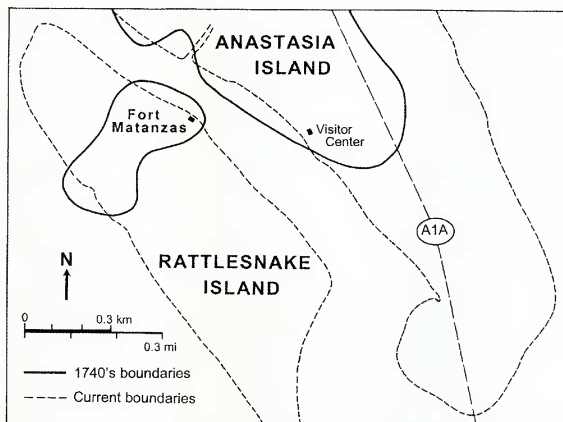 ANASTASIA
ISLAND
Fort
Matanzas
Visitor
Center
A1A
RATTLESNAKE
ISLAND
N
0 0.3 km
0.3 mi
1740's boundaries
Current boundaries